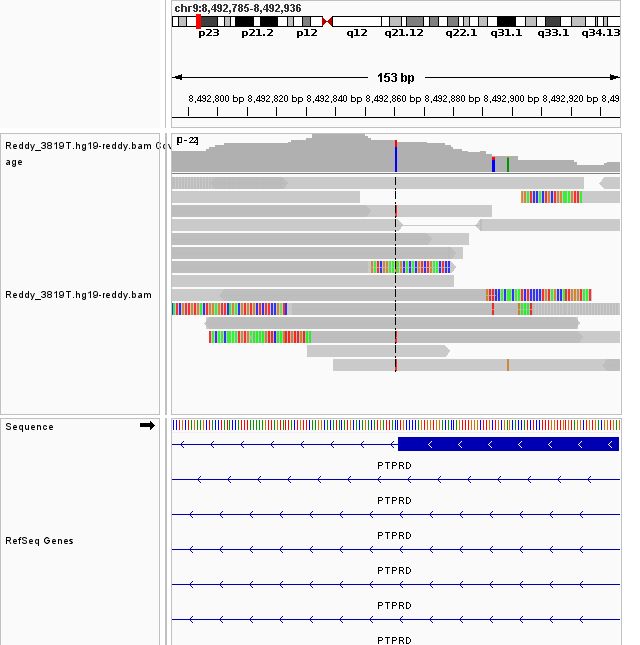 chr9:8,492,785-8,492,936
p23 p21.2 p12 q12 q21.12 q22.1 q31.1 q33.1 q34.13
153 bp
8,492,800 bp 8,492,820 bp 8,492,840 bp 8,492,860 bp 8,492,880 bp 8,492,900 bp 8,492,920 bp 8,49
Reddy_3819T.hg19-reddy.bam Cov
age
[0-22]
Reddy_3819T.hg19-reddy.bam
Sequence
PTPRD
PTPRD
PTPRD
RefSeq Genes
PTPRD
PTPRD
PTPRD